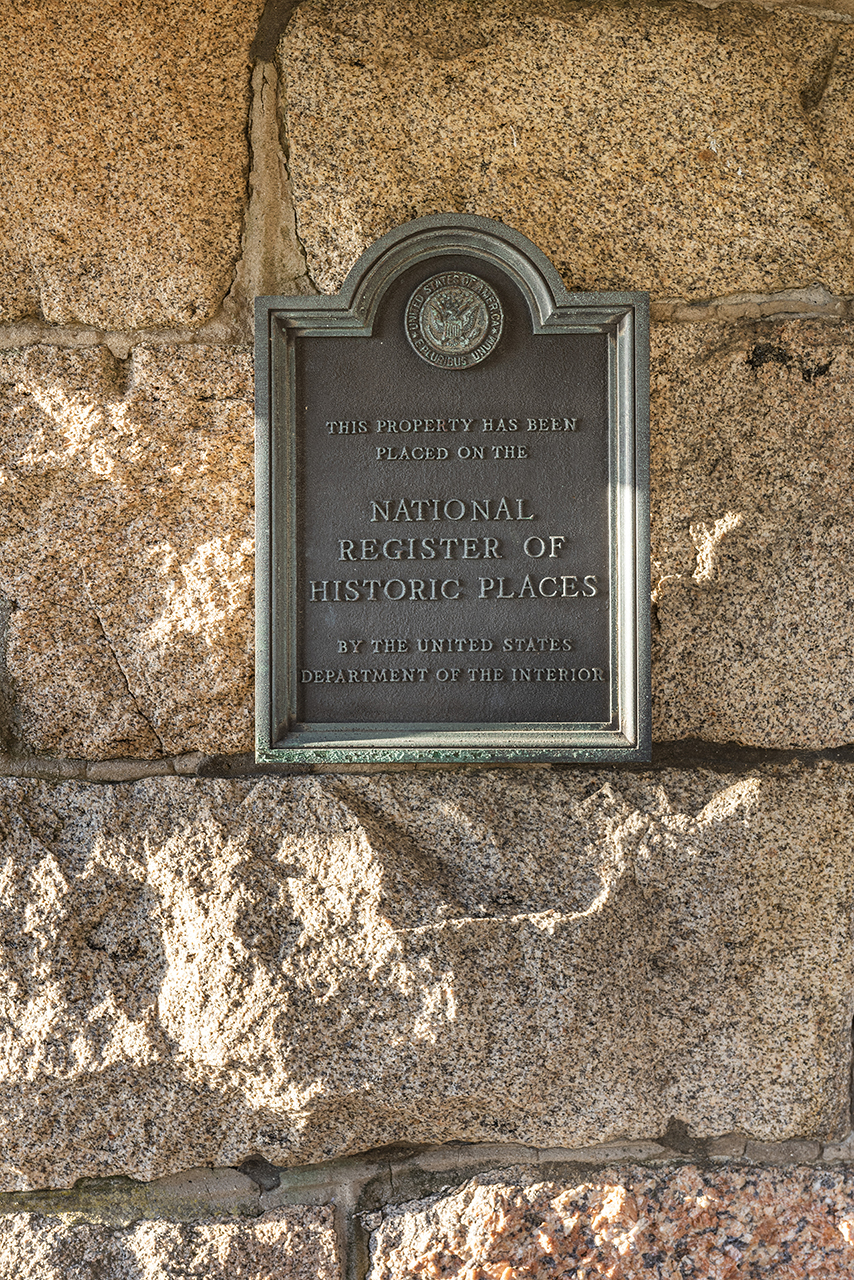 UNITED STATES OF AMERICA
E PLURIBUS UNUM
THIS PROPERTY HAS BEEN
PLACED ON THE
NATIONAL
REGISTER OF
HISTORIC PLACES
BY THE UNITED STATES
DEPARTMENT OF THE INTERIOR